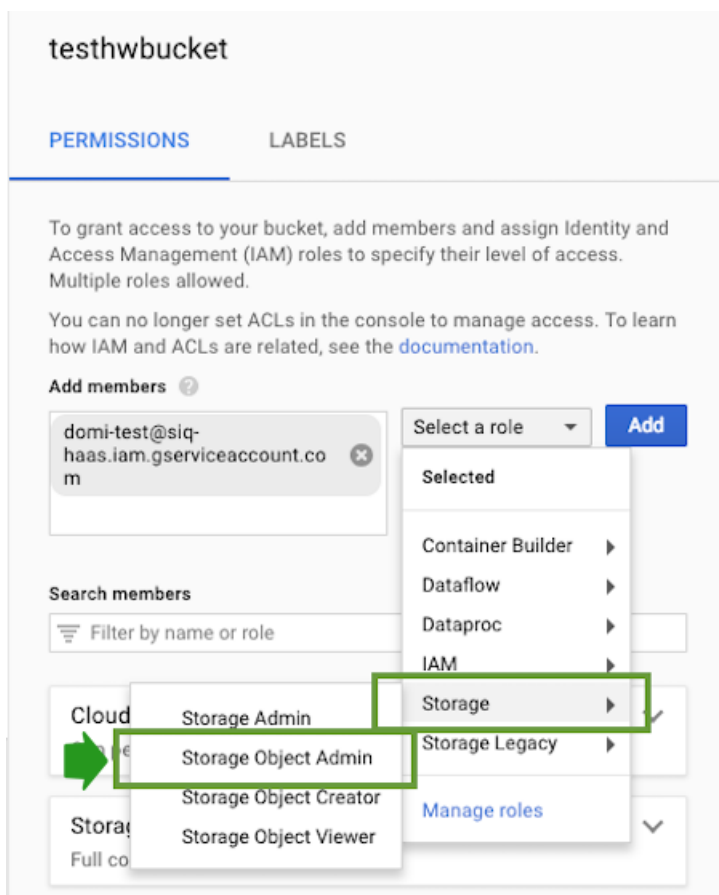 testhwbucket
PERMISSIONS LABELS
To grant access to your bucket, add members and assign Identity and
Access Management (IAM) roles to specify their level of access.
Multiple roles allowed.
You can no longer set ACLs in the console to manage access. To learn
how IAM and ACLs are related, see the documentation.
Add members
domi-test@siq-
haas.iam.gserviceaccount.co
m
Select a role
Add
Selected
Container Builder
Dataflow
Dataproc
IAM
Storage
Storage Legacy
Manage roles
Search members
Filter by name or role
Cloud
Storage Admin
Storage Object Admin
Storage Object Creator
Storage Object Viewer
Full co